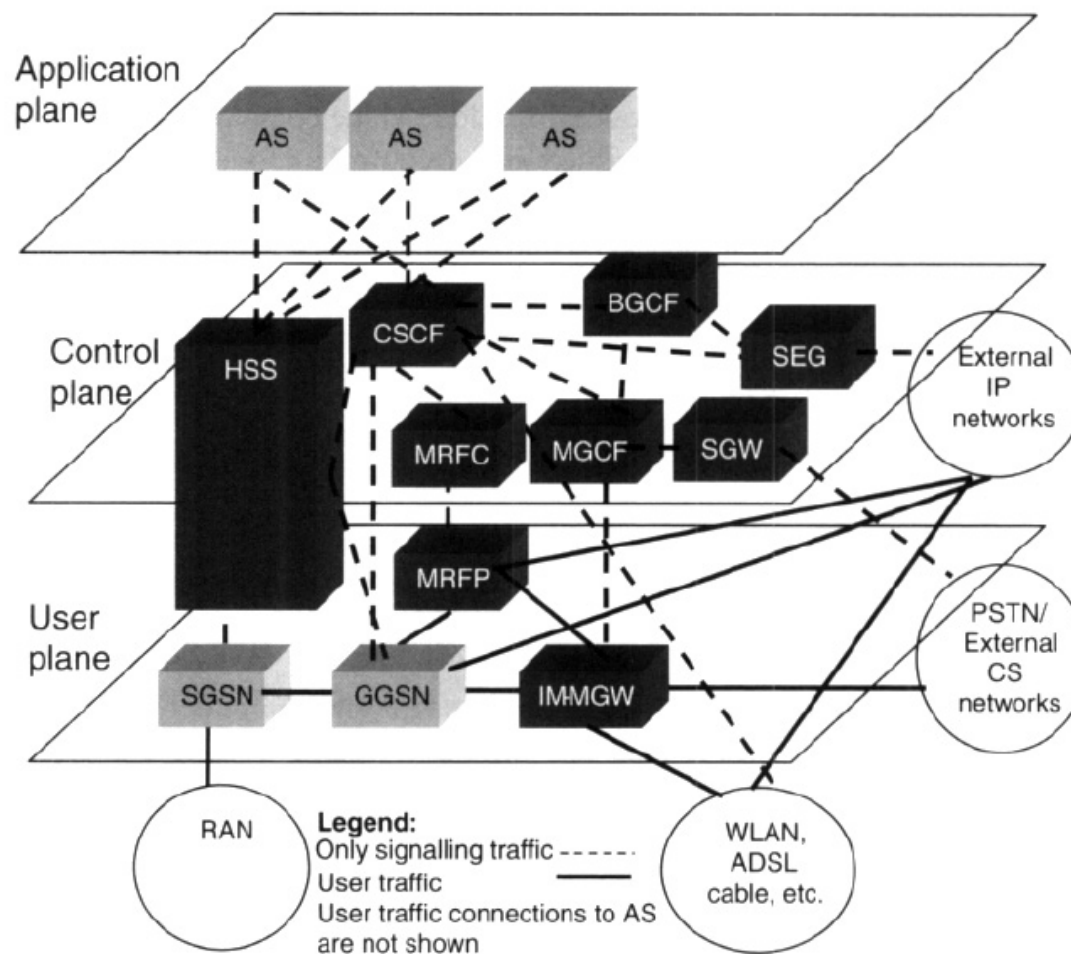 Application
plane
AS
AS
AS
Control
plane
HSS
CSCF
BGCF
SEG
External
IP
networks
MRFC
MGCF
SGW
User
plane
MRFP
PSTN/
External
CS
networks
SGSN
GGSN
IM-MGW
RAN
Legend:
Only signalling traffic
User traffic
User traffic connections to AS
are not shown
WLAN,
ADSL
cable, etc.